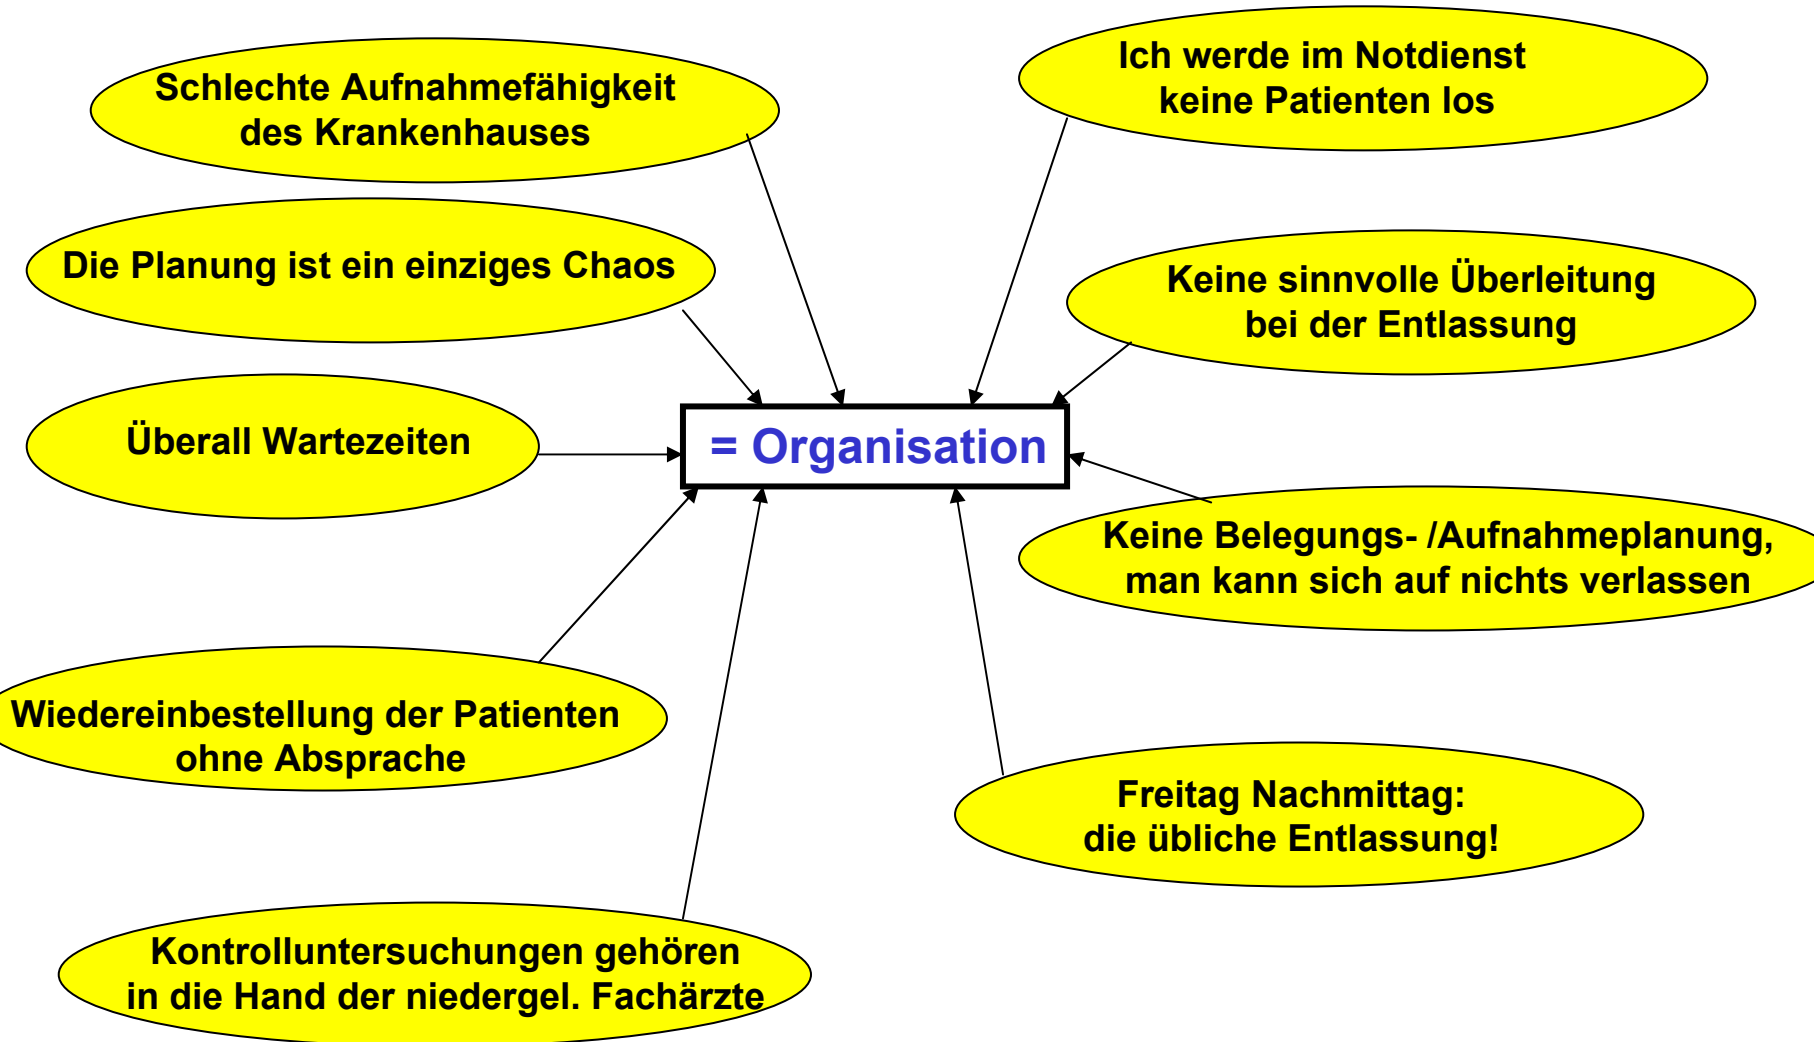 Schlechte Aufnahmefähigkeit
des Krankenhauses
Ich werde im Notdienst
keine Patienten los
Die Planung ist ein einziges Chaos
Keine sinnvolle Überleitung
bei der Entlassung
Überall Wartezeiten
= Organisation
Keine Belegungs- /Aufnahmeplanung,
man kann sich auf nichts verlassen
Wiedereinbestellung der Patienten
ohne Absprache
Freitag Nachmittag:
die übliche Entlassung!
Kontrolluntersuchungen gehören
in die Hand der niedergel. Fachärzte